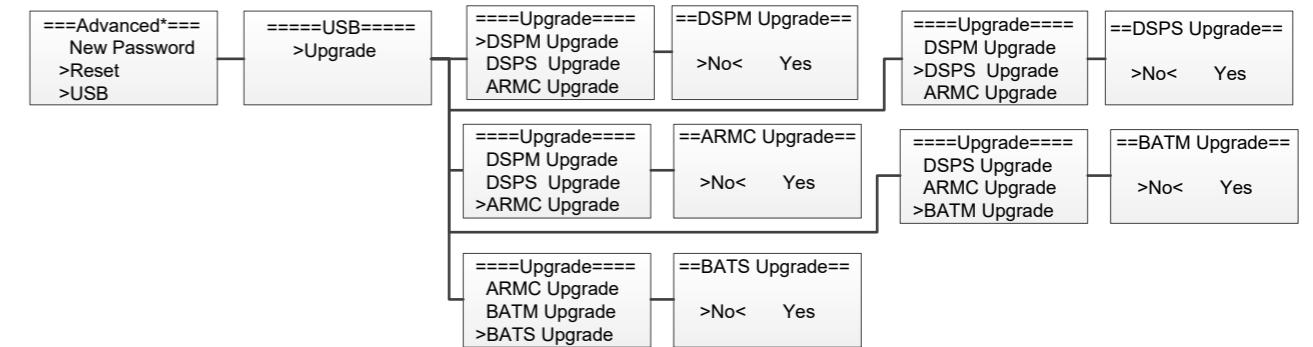 ===Advanced*===
New Password
>Reset
>USB
=====USB=====
>Upgrade
====Upgrade====
>DSPM Upgrade
DSPS Upgrade
ARMC Upgrade
==DSPM Upgrade==
>No< Yes
====Upgrade====
DSPM Upgrade
>DSPS Upgrade
ARMC Upgrade
==DSPS Upgrade==
>No< Yes
====Upgrade====
DSPM Upgrade
DSPS Upgrade
>ARMC Upgrade
==ARMC Upgrade==
>No< Yes
====Upgrade====
DSPS Upgrade
ARMC Upgrade
>BATM Upgrade
==BATM Upgrade==
>No< Yes
====Upgrade====
ARMC Upgrade
BATM Upgrade
>BATS Upgrade
==BATS Upgrade==
>No< Yes